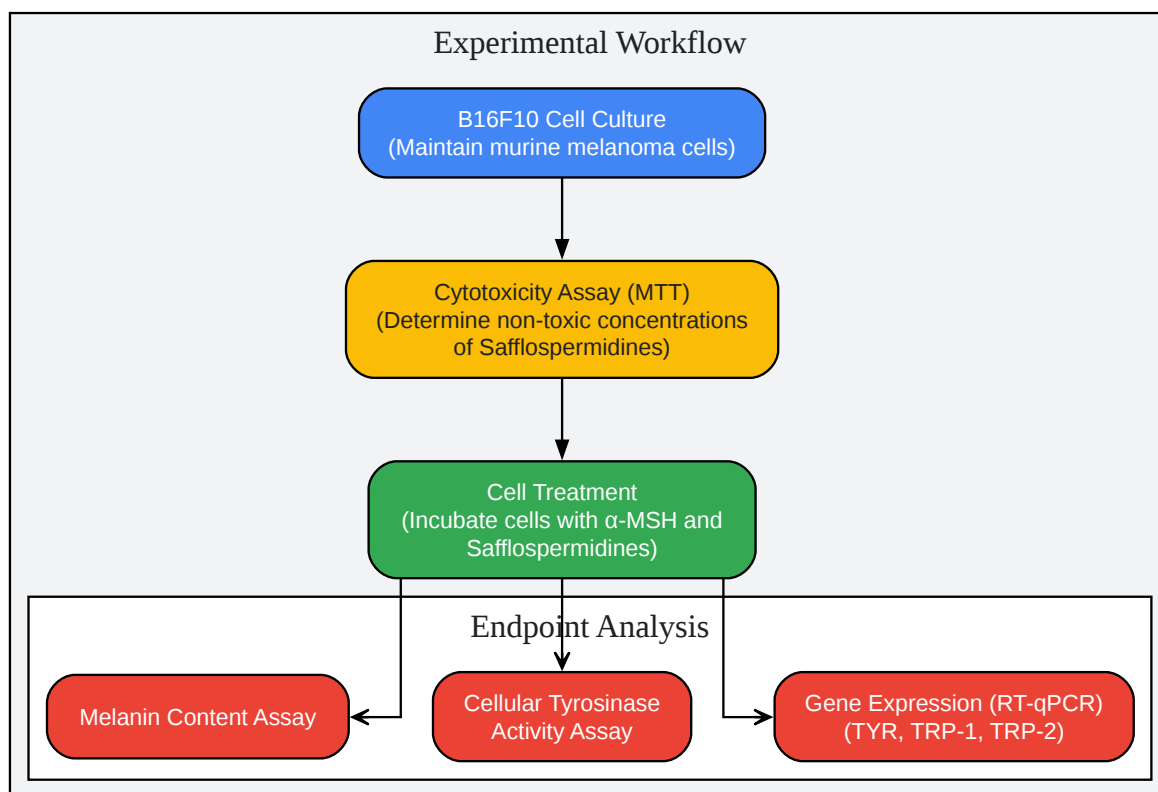 Experimental Workflow
B16F10 Cell Culture
(Maintain murine melanoma cells)
Cytotoxicity Assay (MTT)
(Determine non-toxic concentrations
of Safflospermidines)
Cell Treatment
(Incubate cells with α-MSH and
Safflospermidines)
Endpoint Analysis
Melanin Content Assay
Cellular Tyrosinase
Activity Assay
Gene Expression (RT-qPCR)
(TYR, TRP-1, TRP-2)